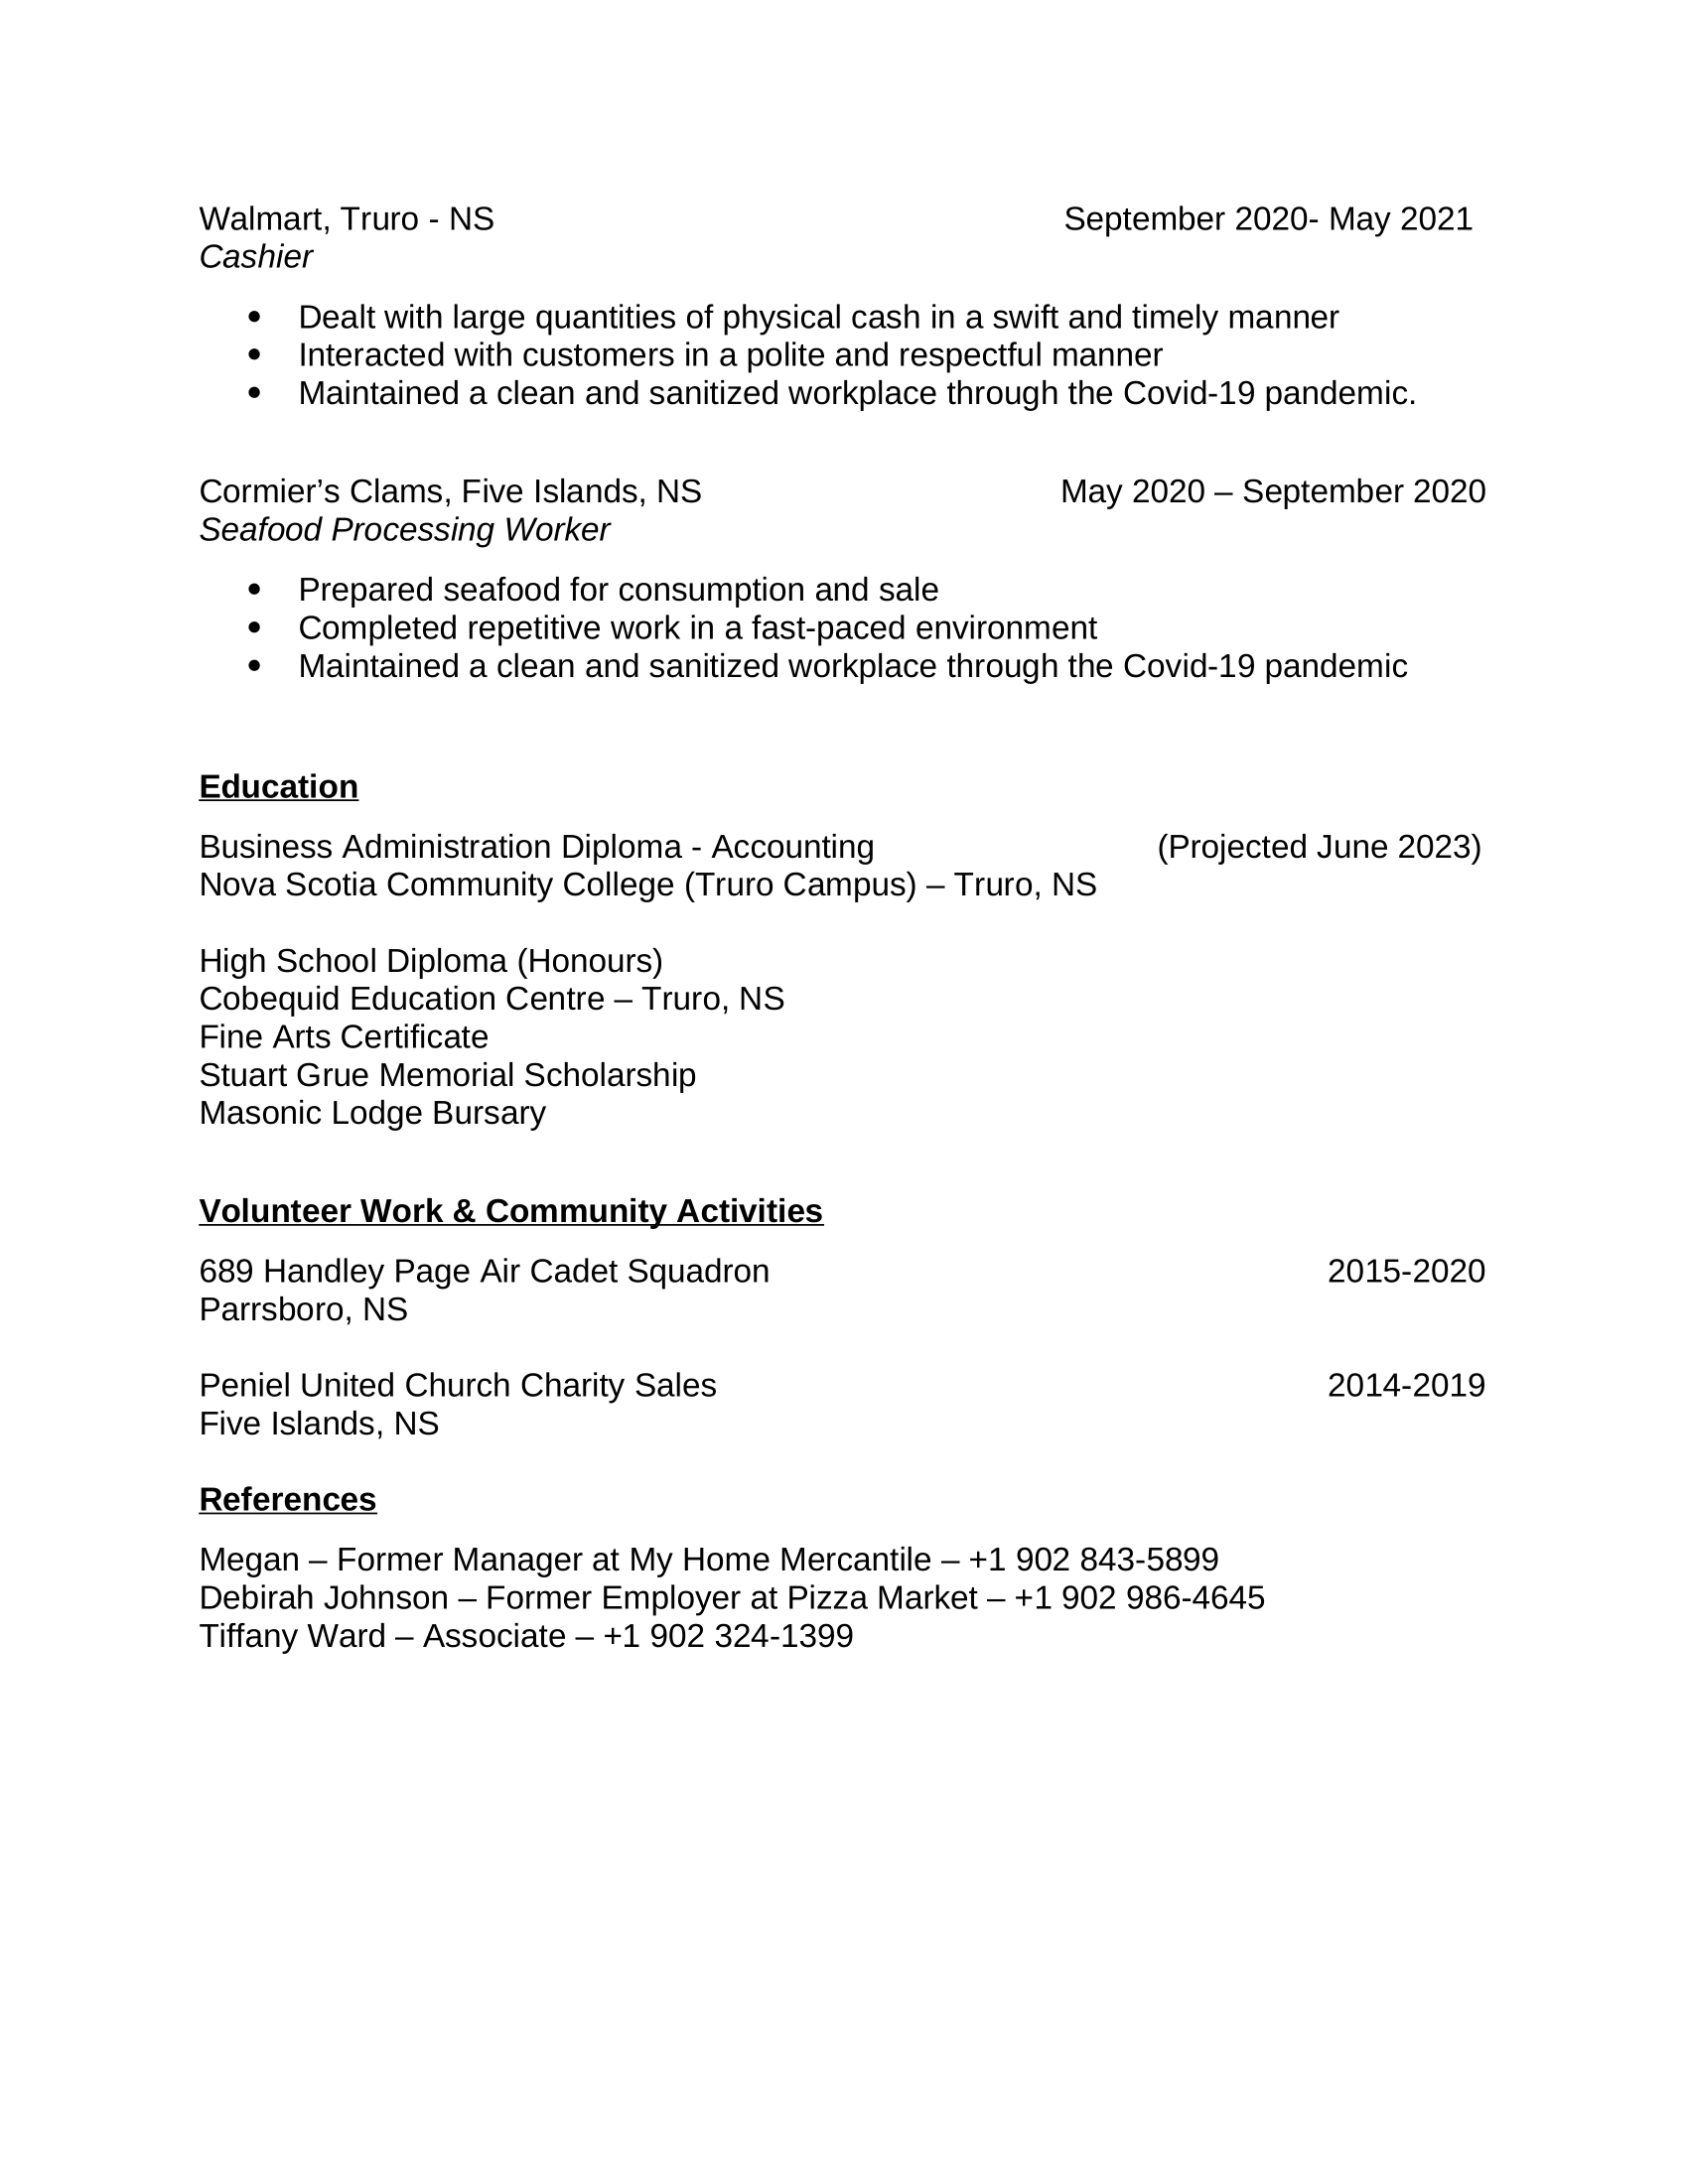 Walmart, Truro - NS September 2020- May 2021
Cashier
• Dealt with large quantities of physical cash in a swift and timely manner
• Interacted with customers in a polite and respectful manner
• Maintained a clean and sanitized workplace through the Covid-19 pandemic.
Cormier’s Clams, Five Islands, NS May 2020 – September 2020
Seafood Processing Worker
• Prepared seafood for consumption and sale
• Completed repetitive work in a fast-paced environment
• Maintained a clean and sanitized workplace through the Covid-19 pandemic
Education
Business Administration Diploma - Accounting (Projected June 2023)
Nova Scotia Community College (Truro Campus) – Truro, NS
High School Diploma (Honours)
Cobequid Education Centre – Truro, NS
Fine Arts Certificate
Stuart Grue Memorial Scholarship
Masonic Lodge Bursary
Volunteer Work & Community Activities
689 Handley Page Air Cadet Squadron 2015-2020
Parrsboro, NS
Peniel United Church Charity Sales 2014-2019
Five Islands, NS
References
Megan – Former Manager at My Home Mercantile – +1 902 843-5899
Debirah Johnson – Former Employer at Pizza Market – +1 902 986-4645
Tiffany Ward – Associate – +1 902 324-1399